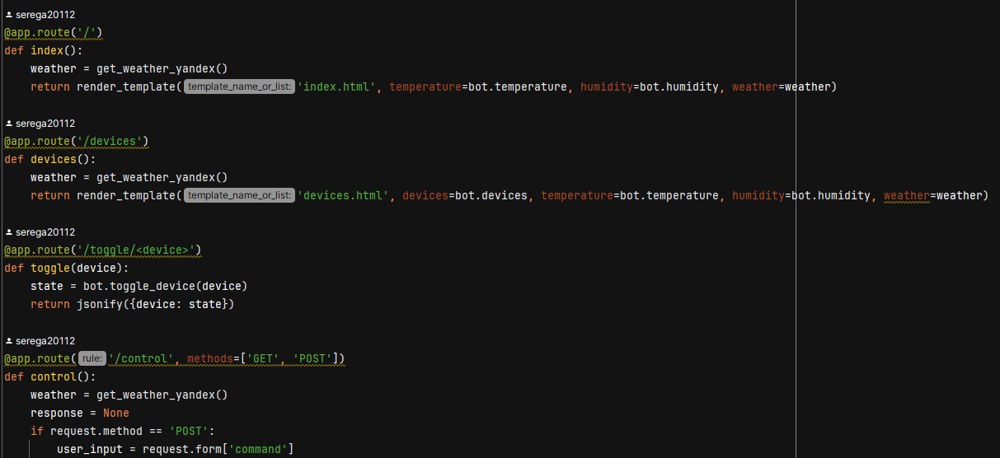 serega20112
@app.route('/')
def index():
    weather = get_weather_yandex()
    return render_template( template_name_or_list: 'index.html', temperature=bot.temperature, humidity=bot.humidity, weather=weather)
serega20112
@app.route('/devices')
def devices():
    weather = get_weather_yandex()
    return render_template( template_name_or_list: 'devices.html', devices=bot.devices, temperature=bot.temperature, humidity=bot.humidity, weather=weather)
serega20112
@app.route('/toggle/<device>')
def toggle(device):
    state = bot.toggle_device(device)
    return jsonify({device: state})
serega20112
@app.route( rule: '/control', methods=['GET', 'POST'])
def control():
    weather = get_weather_yandex()
    response = None
    if request.method == 'POST':
        user_input = request.form['command']